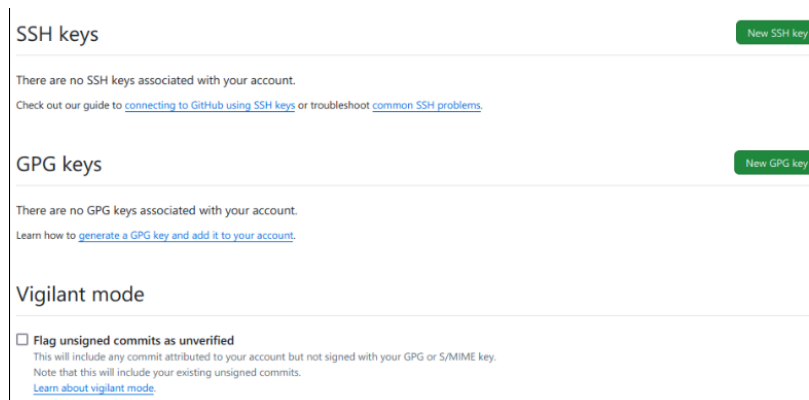 SSH keys
New SSH key
There are no SSH keys associated with your account.
Check out our guide to connecting to GitHub using SSH keys or troubleshoot common SSH problems.
GPG keys
New GPG key
There are no GPG keys associated with your account.
Learn how to generate a GPG key and add it to your account.
Vigilant mode
Flag unsigned commits as unverified
This will include any commit attributed to your account but not signed with your GPG or S/MIME key.
Note that this will include your existing unsigned commits.
Learn about vigilant mode.